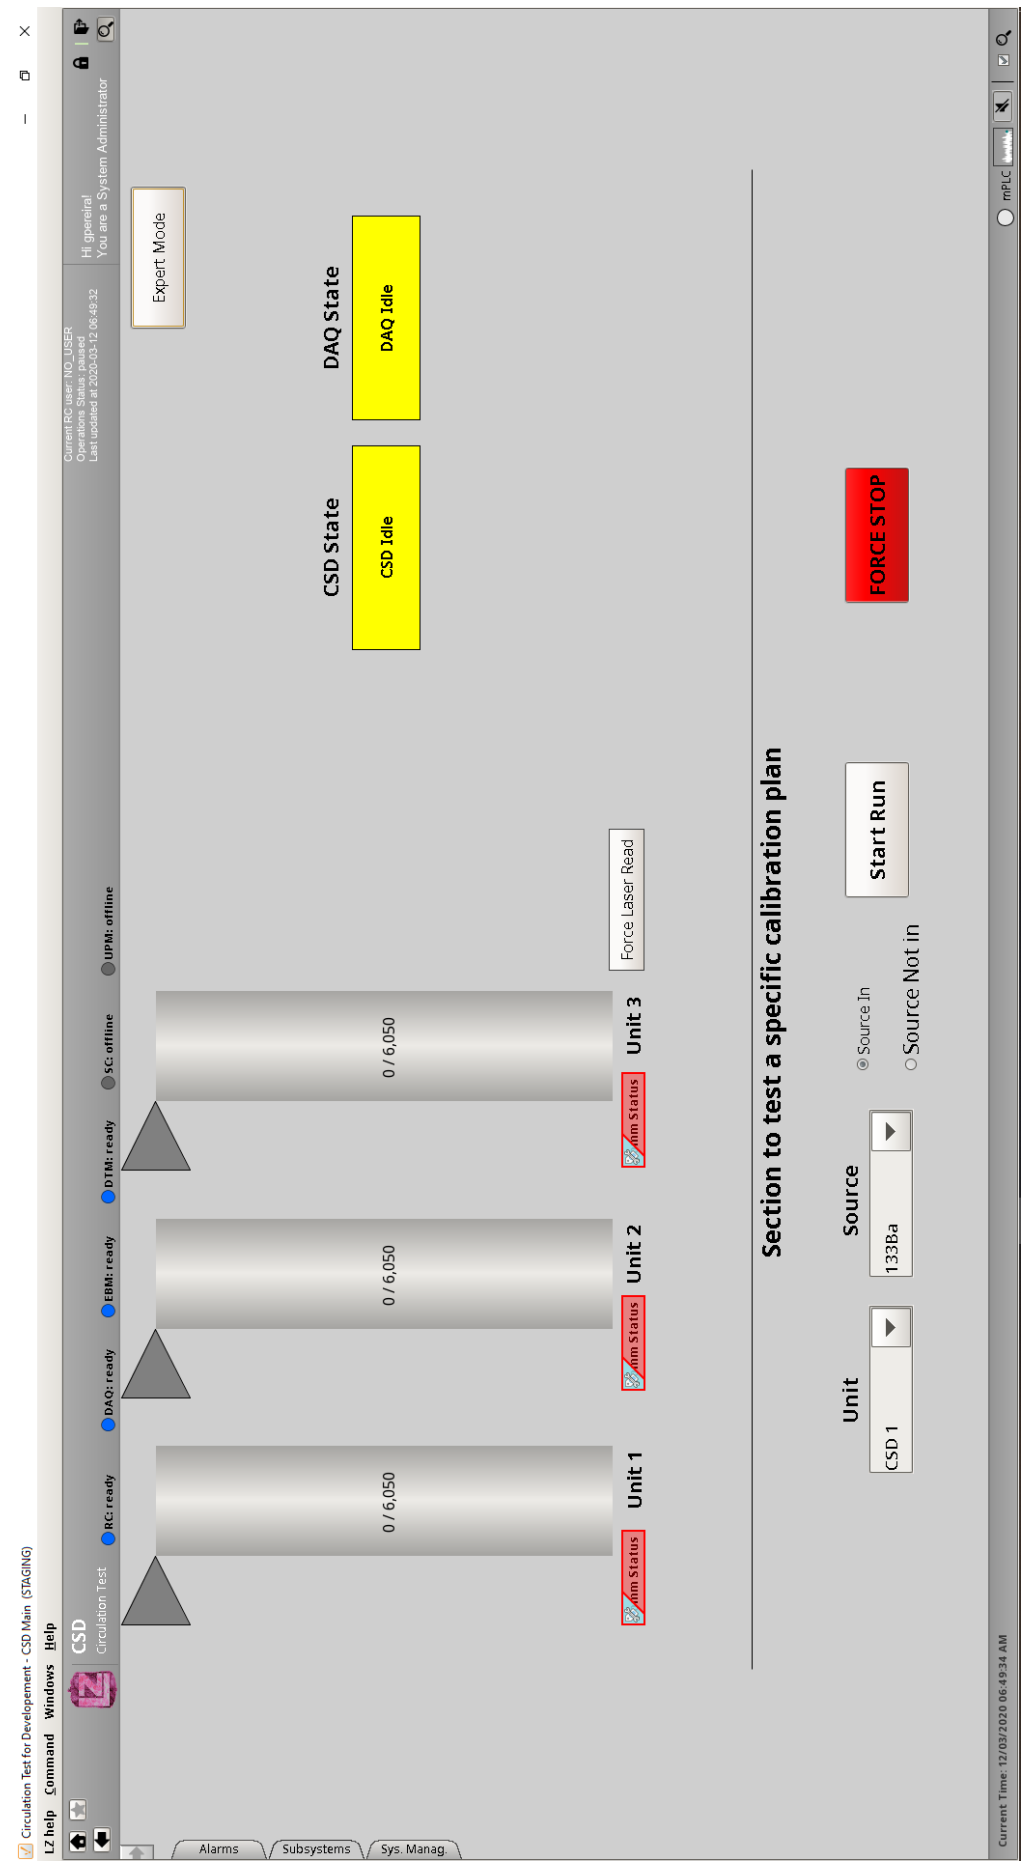 Circulation Test for Developement - CSD Main (STAGING)
LZ help Command Windows Help
CSD
Circulation Test
RC: ready DAQ: ready EBM: ready DTM: ready SC: offline UPM: offline
Current RC user: NO_USER
Operations Status: paused
Last updated at 2020-03-12 06:49:32
Hi gpereira!
You are a System Administrator
LZ
Alarms
Subsystems
Sys. Manag.
Expert Mode
CSD State DAQ State
CSD Idle DAQ Idle
0 / 6,050 0 / 6,050 0 / 6,050
Force Laser Read
mm Status Unit 1 mm Status Unit 2 mm Status Unit 3
Section to test a specific calibration plan
Unit Source
CSD 1 133Ba
Source In
Source Not in
Start Run
FORCE STOP
Current Time: 12/03/2020 06:49:34 AM
mPLC